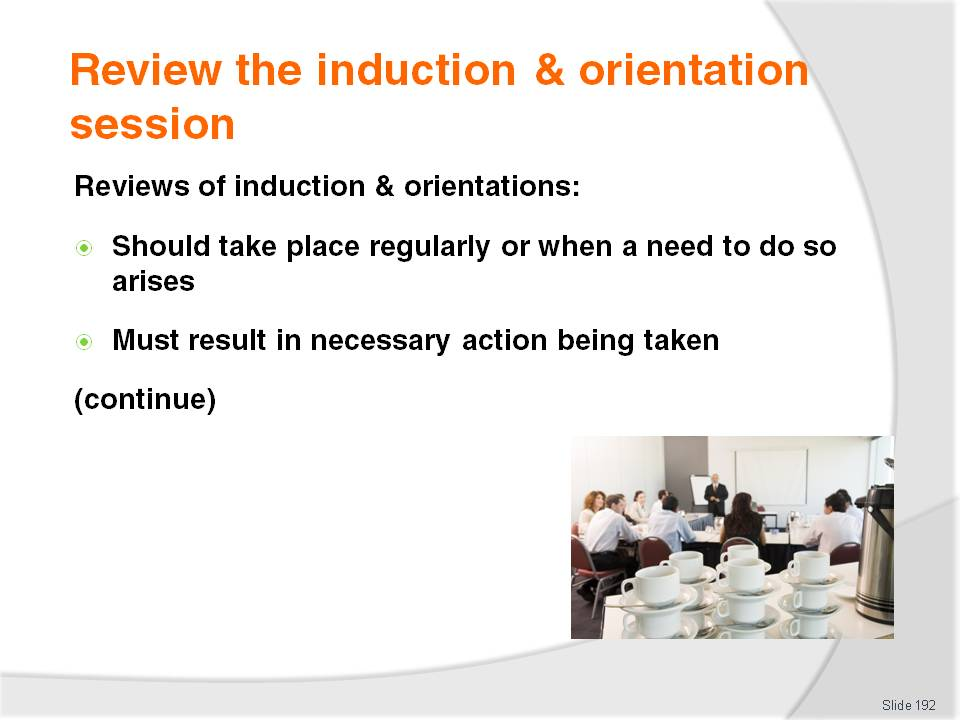 Review the induction & orientation
session
Reviews of induction & orientations:
Should take place regularly or when a need to do so
arises
Must result in necessary action being taken
(continue)
Slide 192